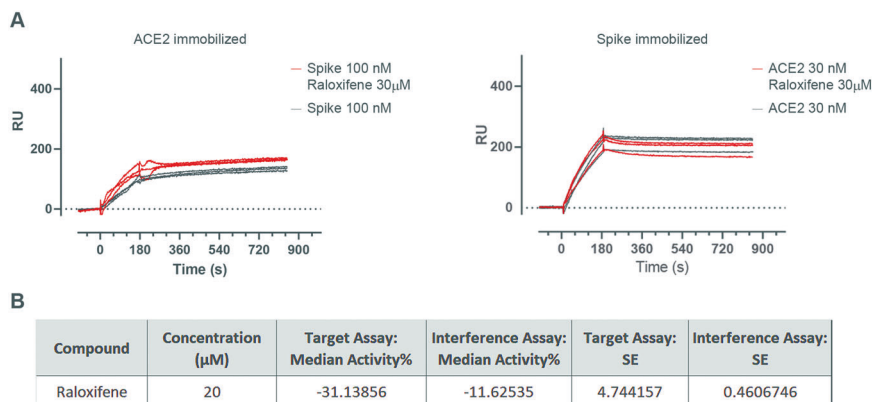 A
ACE2 immobilized
Spike 100 nM
Raloxifene 30µM
Spike 100 nM
RU
400
200
0
0 180 360 540 720 900
Time (s)
Spike immobilized
ACE2 30 nM
Raloxifene 30µM
ACE2 30 nM
RU
400
200
0
0 180 360 540 720 900
Time (s)
B
Compound Concentration (µM) Target Assay: Median Activity% Interference Assay: Median Activity% Target Assay: SE Interference Assay: SE
Raloxifene 20 -31.13856 -11.62535 4.744157 0.4606746